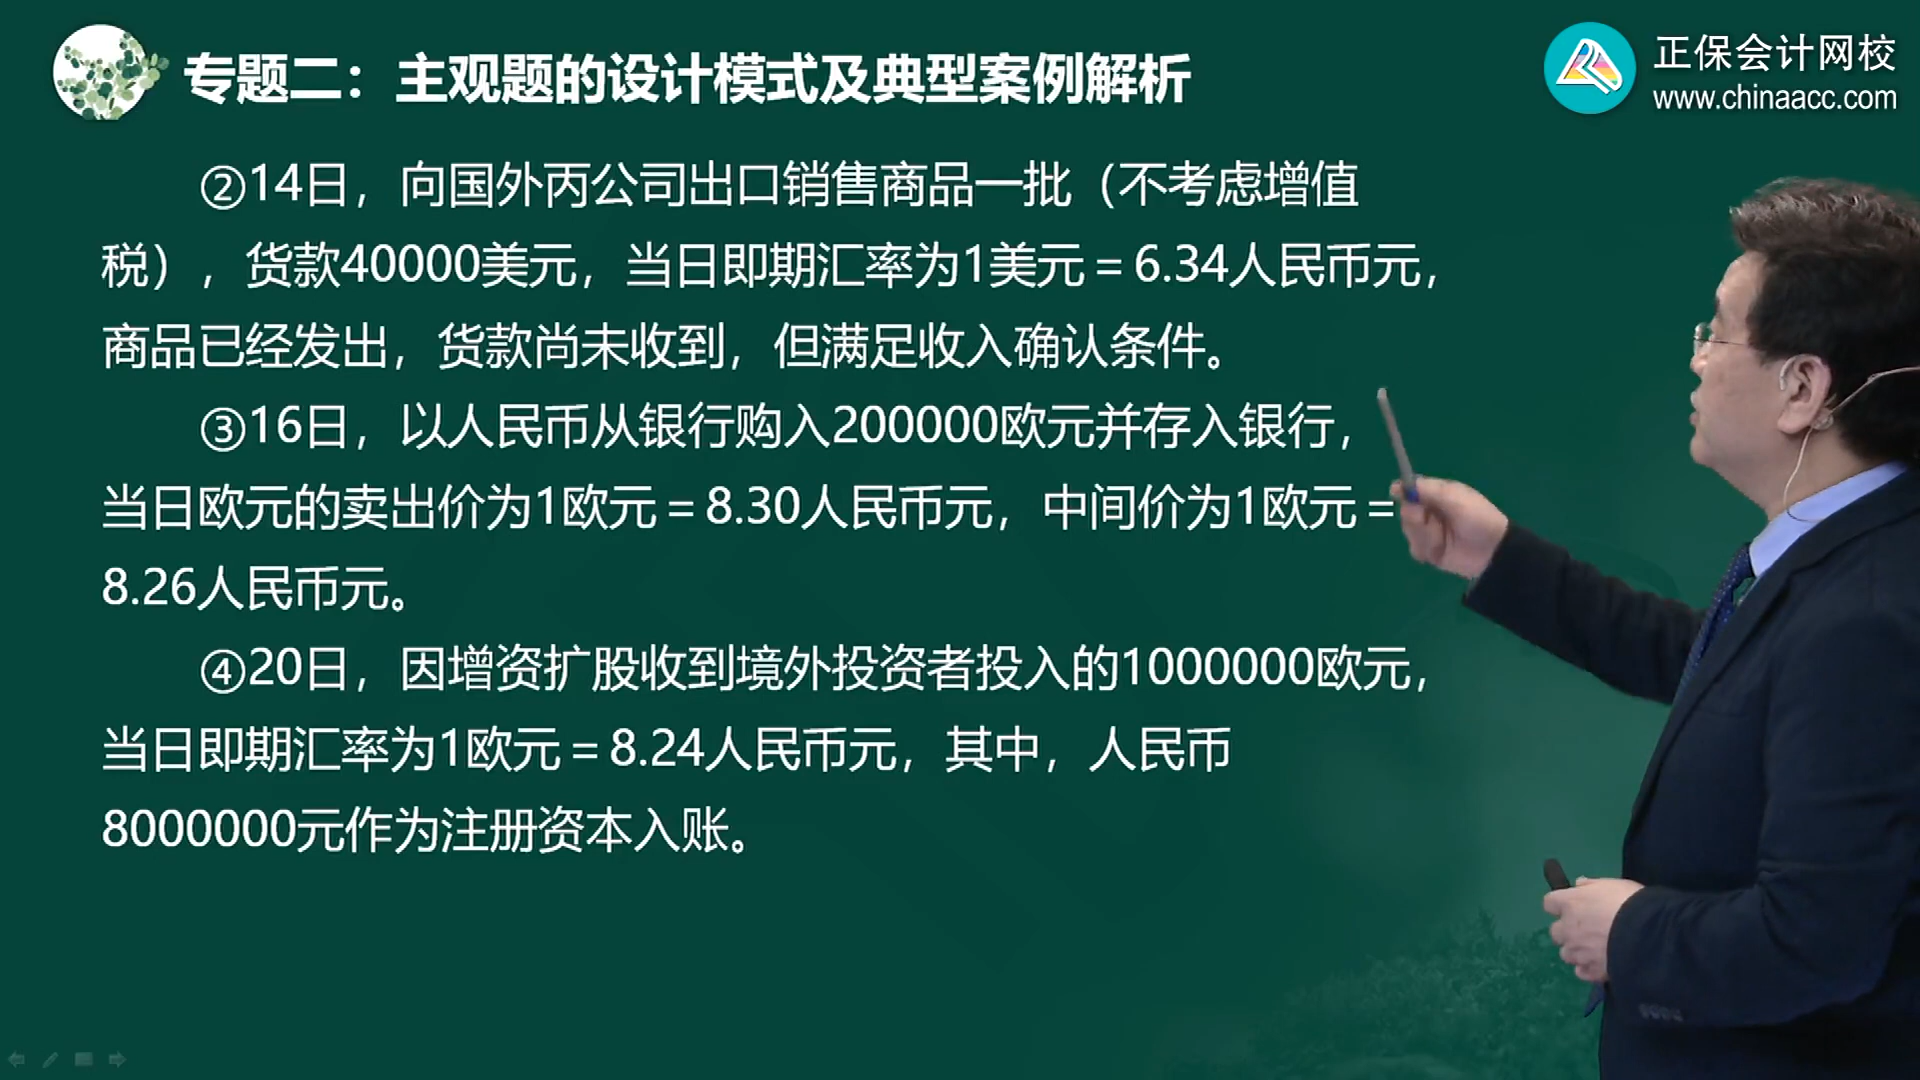 专题二：主观题的设计模式及典型案例解析
正保会计网校
www.chinaacc.com
②14日，向国外丙公司出口销售商品一批（不考虑增值
税），货款40000美元，当日即期汇率为1美元＝6.34人民币元，
商品已经发出，货款尚未收到，但满足收入确认条件。
③16日，以人民币从银行购入200000欧元并存入银行，
当日欧元的卖出价为1欧元＝8.30人民币元，中间价为1欧元＝
8.26人民币元。
④20日，因增资扩股收到境外投资者投入的1000000欧元，
当日即期汇率为1欧元＝8.24人民币元，其中，人民币
8000000元作为注册资本入账。